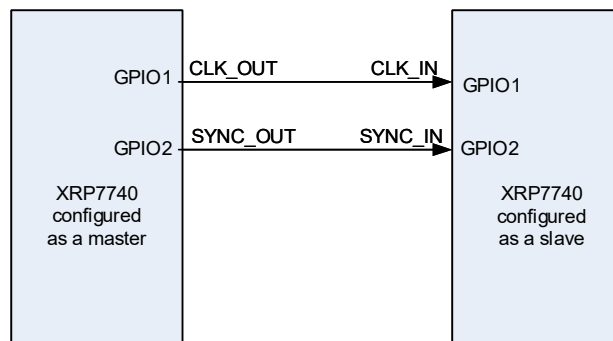 GPIO1 CLK_OUT CLK_IN GPIO1
GPIO2 SYNC_OUT SYNC_IN GPIO2
XRP7740
configured
as a master
XRP7740
configured
as a slave